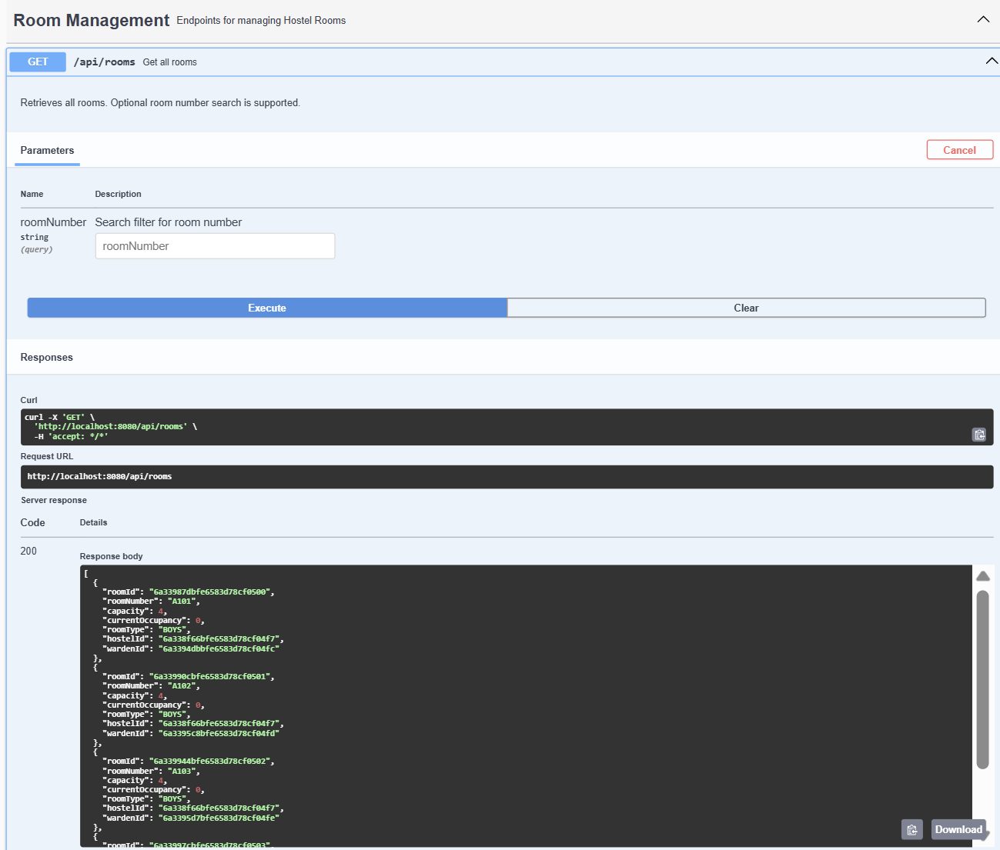 Room Management Endpoints for managing Hostel Rooms
GET /api/rooms Get all rooms
Retrieves all rooms. Optional room number search is supported.
Parameters
Cancel
Name Description
roomNumber Search filter for room number
string
(query)
roomNumber
Execute Clear
Responses
Curl
curl -X 'GET' \
'http://localhost:8080/api/rooms' \
-H 'accept: */*'
Request URL
http://localhost:8080/api/rooms
Server response
Code Details
200
Response body
[
{
"roomId": "6a33987dbfe6583d78cf0500",
"roomNumber": "A101",
"capacity": 4,
"currentOccupancy": 0,
"roomType": "BOYS",
"hostelId": "6a338f66bfe6583d78cf04f7",
"wardenId": "6a3394dbbfe6583d78cf04fc"
},
{
"roomId": "6a33990cbfe6583d78cf0501",
"roomNumber": "A102",
"capacity": 4,
"currentOccupancy": 0,
"roomType": "BOYS",
"hostelId": "6a338f66bfe6583d78cf04f7",
"wardenId": "6a3395c8bfe6583d78cf04fd"
},
{
"roomId": "6a339944bfe6583d78cf0502",
"roomNumber": "A103",
"capacity": 4,
"currentOccupancy": 0,
"roomType": "BOYS",
"hostelId": "6a338f66bfe6583d78cf04f7",
"wardenId": "6a3395d7bfe6583d78cf04fe"
},
{
"roomId": "6a33997cbfe6583d78cf0503",
Download